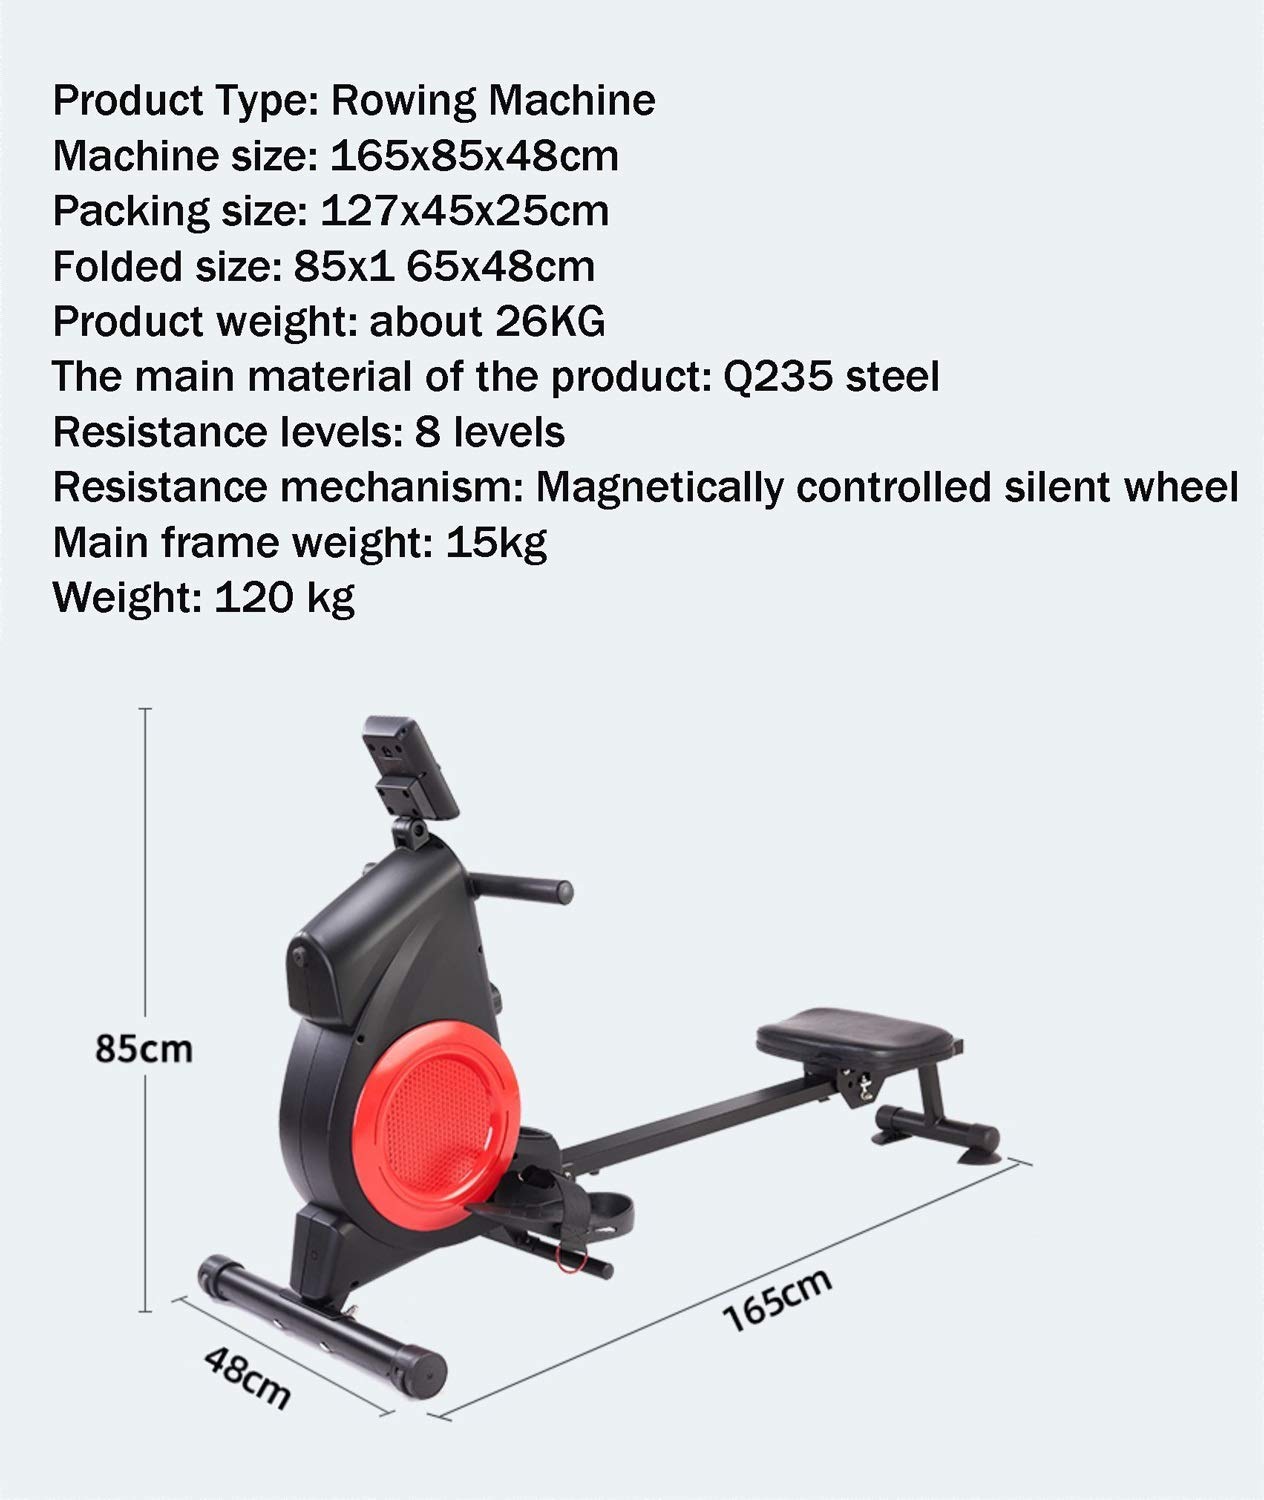 Product Type: Rowing Machine
Machine size: 165x85x48cm
Packing size: 127x45x25cm
Folded size: 85x1 65x48cm
Product weight: about 26KG
The main material of the product: Q235 steel
Resistance levels: 8 levels
Resistance mechanism: Magnetically controlled silent wheel
Main frame weight: 15kg
Weight: 120 kg
85cm
48cm
165cm